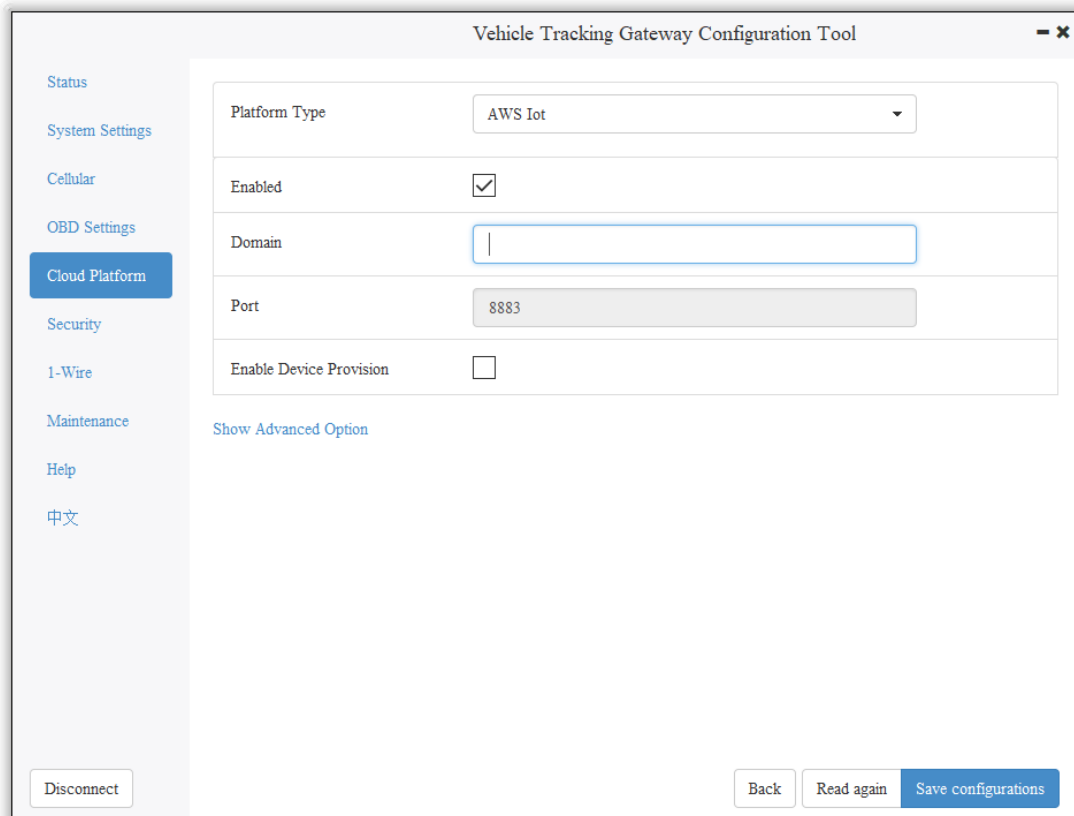 Vehicle Tracking Gateway Configuration Tool
Status
System Settings
Cellular
OBD Settings
Cloud Platform
Security
1-Wire
Maintenance
Help
中文
Platform Type
AWS Iot
Enabled
Domain
Port
8883
Enable Device Provision
Show Advanced Option
Disconnect
Back
Read again
Save configurations